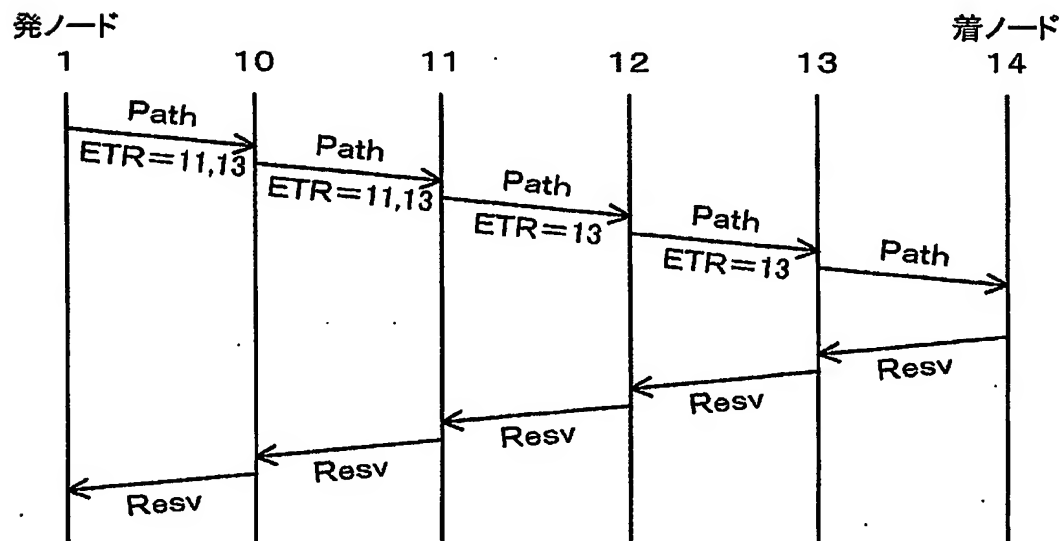 発ノード
着ノード
1 10 11 12 13 14
Path
ETR=11,13
Path
ETR=11,13
Path
ETR=13
Path
ETR=13
Path
Resv
Resv
Resv
Resv
Resv